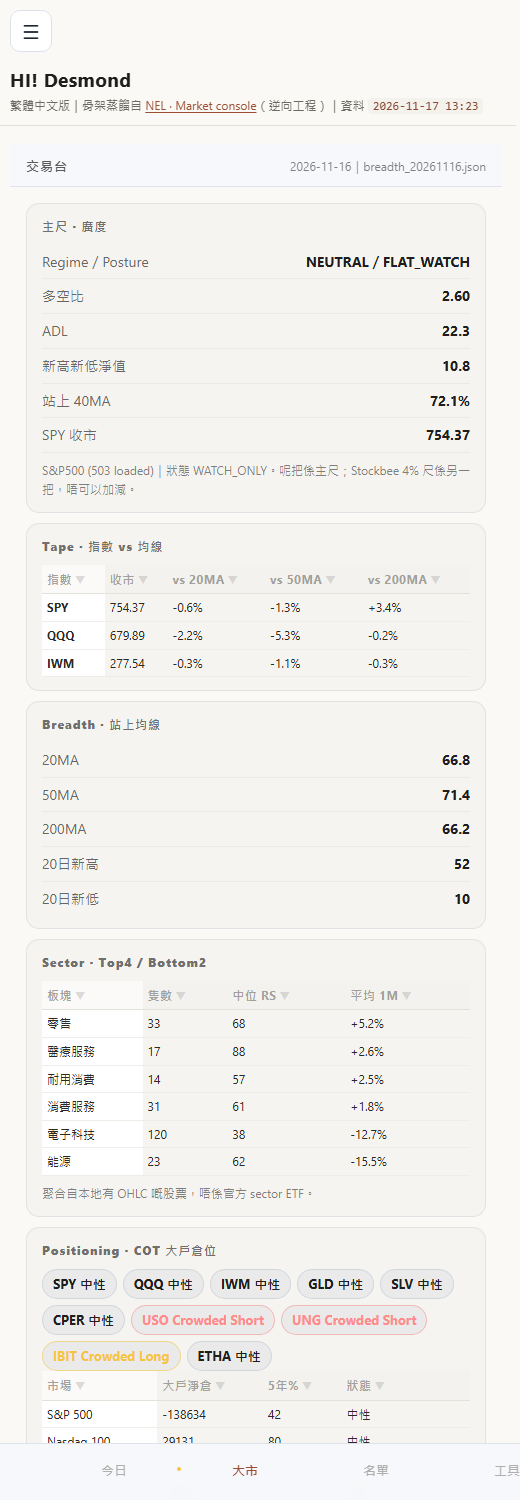 ☰
HI! Desmond
繁體中文版 | 骨架蒸餾自 NEL · Market console ( 逆向工程 ) | 資料 2026-11-17 13:23
交易台 2026-11-16 | breadth_20261116.json
主尺 · 廣度
Regime / Posture NEUTRAL / FLAT_WATCH
多空比 2.60
ADL 22.3
新高新低淨值 10.8
站上 40MA 72.1%
SPY 收市 754.37
S&P500 (503 loaded) | 狀態 WATCH_ONLY。呢把係主尺；Stockbee 4% 尺係另一
把，唔可以加減。
Tape · 指數 vs 均線
指數 ▼ 收市 ▼ vs 20MA ▼ vs 50MA ▼ vs 200MA ▼
SPY 754.37 -0.6% -1.3% +3.4%
QQQ 679.89 -2.2% -5.3% -0.2%
IWM 277.54 -0.3% -1.1% -0.3%
Breadth · 站上均線
20MA 66.8
50MA 71.4
200MA 66.2
20日新高 52
20日新低 10
Sector · Top4 / Bottom2
板塊 ▼ 隻數 ▼ 中位 RS ▼ 平均 1M ▼
零售 33 68 +5.2%
醫療服務 17 88 +2.6%
耐用消費 14 57 +2.5%
消費服務 31 61 +1.8%
電子科技 120 38 -12.7%
能源 23 62 -15.5%
聚合自本地有 OHLC 嘅股票，唔係官方 sector ETF。
Positioning · COT 大戶倉位
SPY 中性 QQQ 中性 IWM 中性 GLD 中性 SLV 中性
CPER 中性 USO Crowded Short UNG Crowded Short
IBIT Crowded Long ETHA 中性
市場 ▼ 大戶淨倉 ▼ 5年% ▼ 狀態 ▼
S&P 500 -138634 42 中性
Nasdaq 100 29131 80 中性
今日 大市 名單 工具